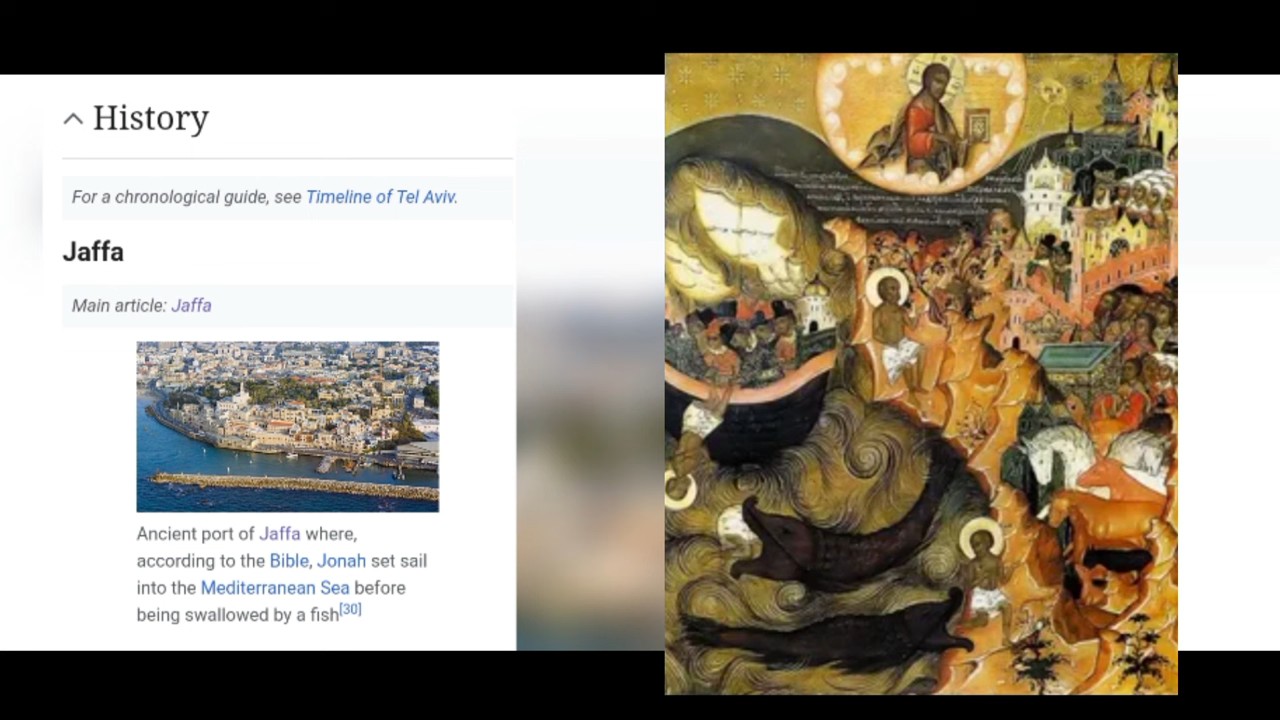 History
For a chronological guide, see Timeline of Tel Aviv.
Jaffa
Main article: Jaffa
Ancient port of Jaffa where,
according to the Bible, Jonah set sail
into the Mediterranean Sea before
being swallowed by a fish[30]